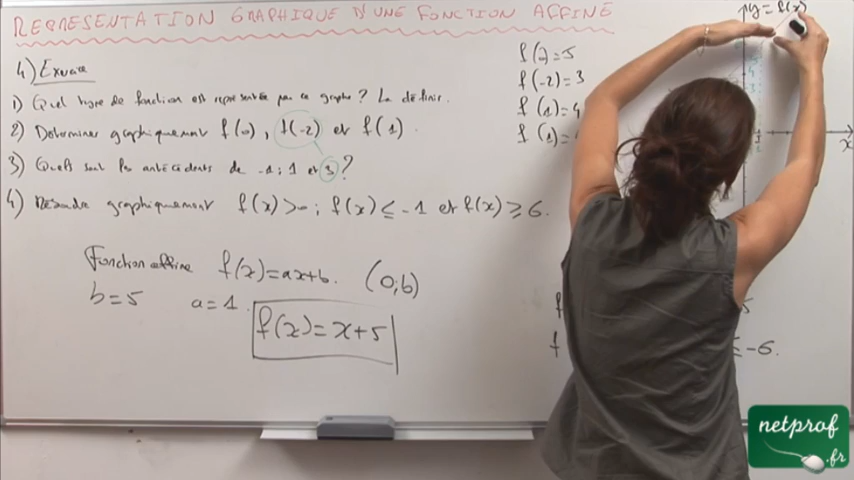 REPRESENTATION GRAPHIQUE D'UNE FONCTION AFFINE
4) Exercice
1) Quel type de fonction est représentée par ce graphe? La définir.
2) Déterminer graphiquement f(0), f(-2) et f(1).
3) Quels sont les antécédents de -1; 1 et 3?
4) Résoudre graphiquement f(x)>0; f(x) ≤ -1 et f(x) ≥ 6.
Fonction affine f(x)=ax+b. (0,b)
b=5 a=1.
f(x)=x+5
f(-2)=3
f(1)=
y=f(x)
x
f
5
f
≤ -6.
netprof
.fr